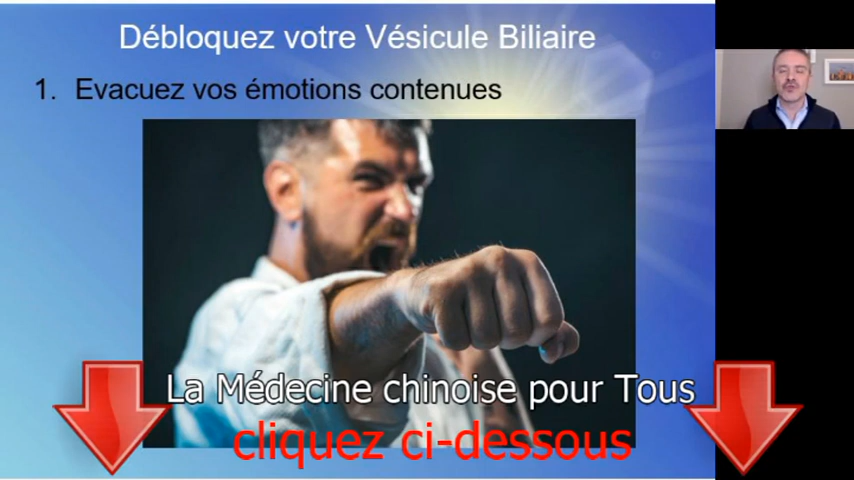 Débloquez votre Vésicule Biliaire
1. Evacuez vos émotions contenues
La Médecine chinoise pour Tous
cliquez ci-dessous